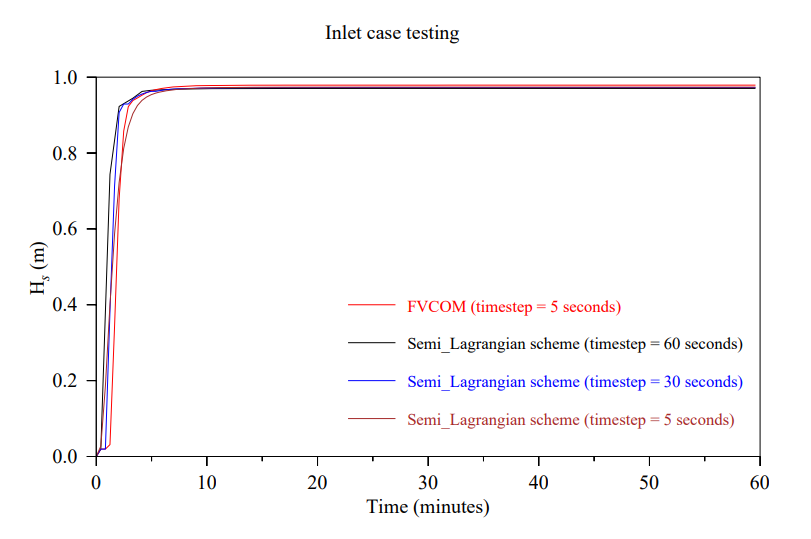 Inlet case testing
1.0
0.8
0.6
0.4
0.2
0.0
Hs (m)
FVCOM (timestep = 5 seconds)
Semi_Lagrangian scheme (timestep = 60 seconds)
Semi_Lagrangian scheme (timestep = 30 seconds)
Semi_Lagrangian scheme (timestep = 5 seconds)
0 10 20 30 40 50 60
Time (minutes)